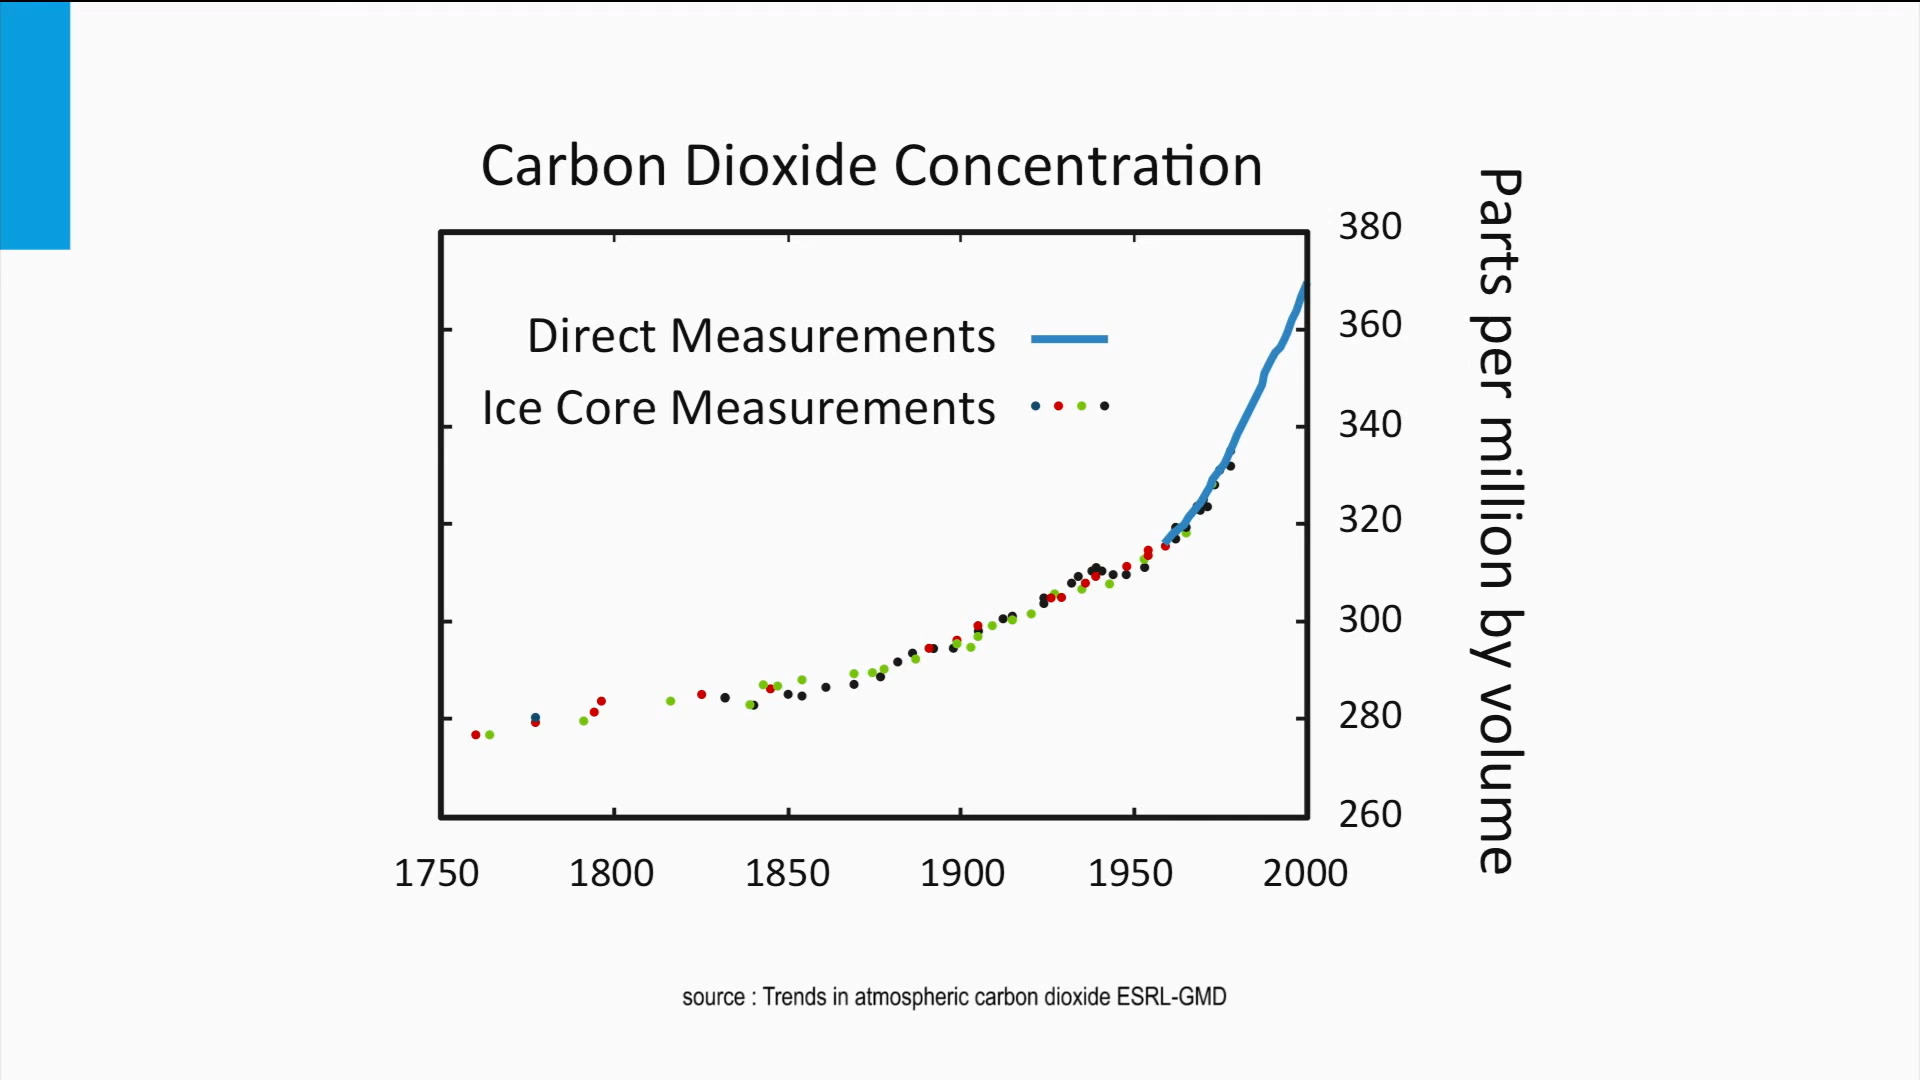 Carbon Dioxide Concentration
Direct Measurements
Ice Core Measurements
380
360
340
320
300
280
260
Parts per million by volume
1750 1800 1850 1900 1950 2000
source : Trends in atmospheric carbon dioxide ESRL-GMD